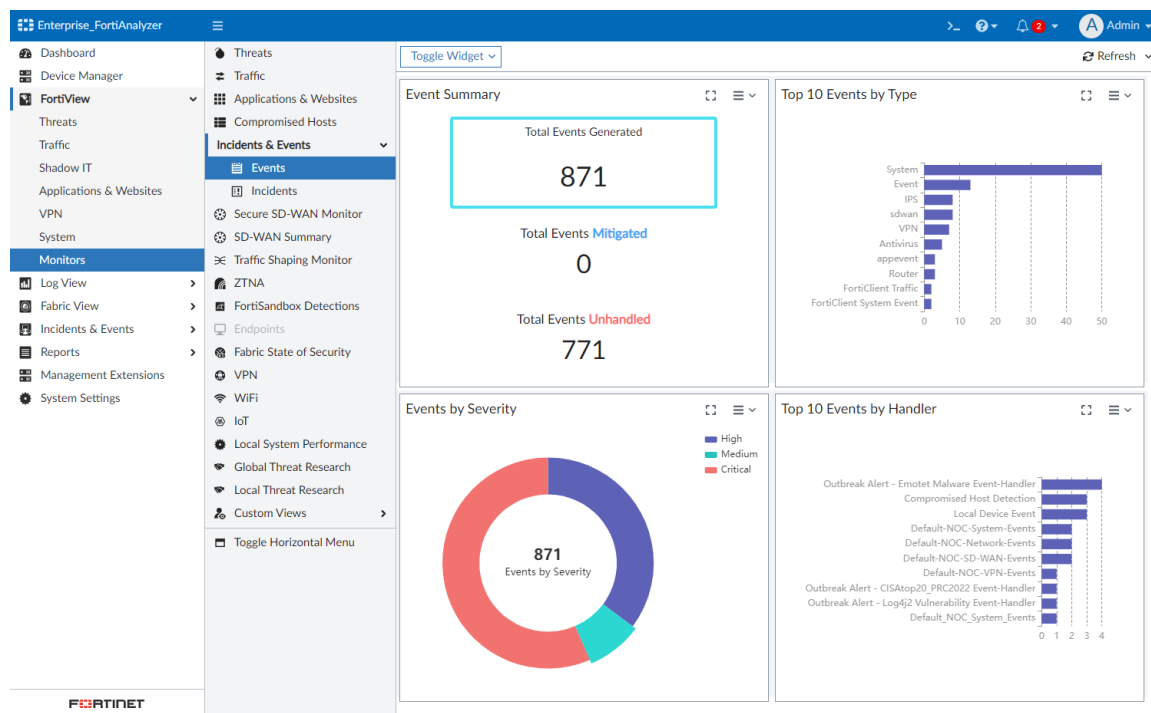 Enterprise_FortiAnalyzer
2
A
Admin
Dashboard
Device Manager
FortiView
Threats
Traffic
Shadow IT
Applications & Websites
VPN
System
Monitors
Log View
Fabric View
Incidents & Events
Reports
Management Extensions
System Settings
FORTINET
Threats
Traffic
Applications & Websites
Compromised Hosts
Incidents & Events
Events
Incidents
Secure SD-WAN Monitor
SD-WAN Summary
Traffic Shaping Monitor
ZTNA
FortiSandbox Detections
Endpoints
Fabric State of Security
VPN
WiFi
IoT
Local System Performance
Global Threat Research
Local Threat Research
Custom Views
Toggle Horizontal Menu
Toggle Widget
Refresh
Event Summary
Total Events Generated
871
Total Events Mitigated
0
Total Events Unhandled
771
Top 10 Events by Type
System
Event
IPS
sdwan
VPN
Antivirus
appevent
Router
FortiClient Traffic
FortiClient System Event
0 10 20 30 40 50
Events by Severity
High
Medium
Critical
871
Events by Severity
Top 10 Events by Handler
Outbreak Alert - Emotet Malware Event-Handler
Compromised Host Detection
Local Device Event
Default-NOC-System-Events
Default-NOC-Network-Events
Default-NOC-SD-WAN-Events
Default-NOC-VPN-Events
Outbreak Alert - CISAtop20_PRC2022 Event-Handler
Outbreak Alert - Log4j2 Vulnerability Event-Handler
Default_NOC_System_Events
0 1 2 3 4